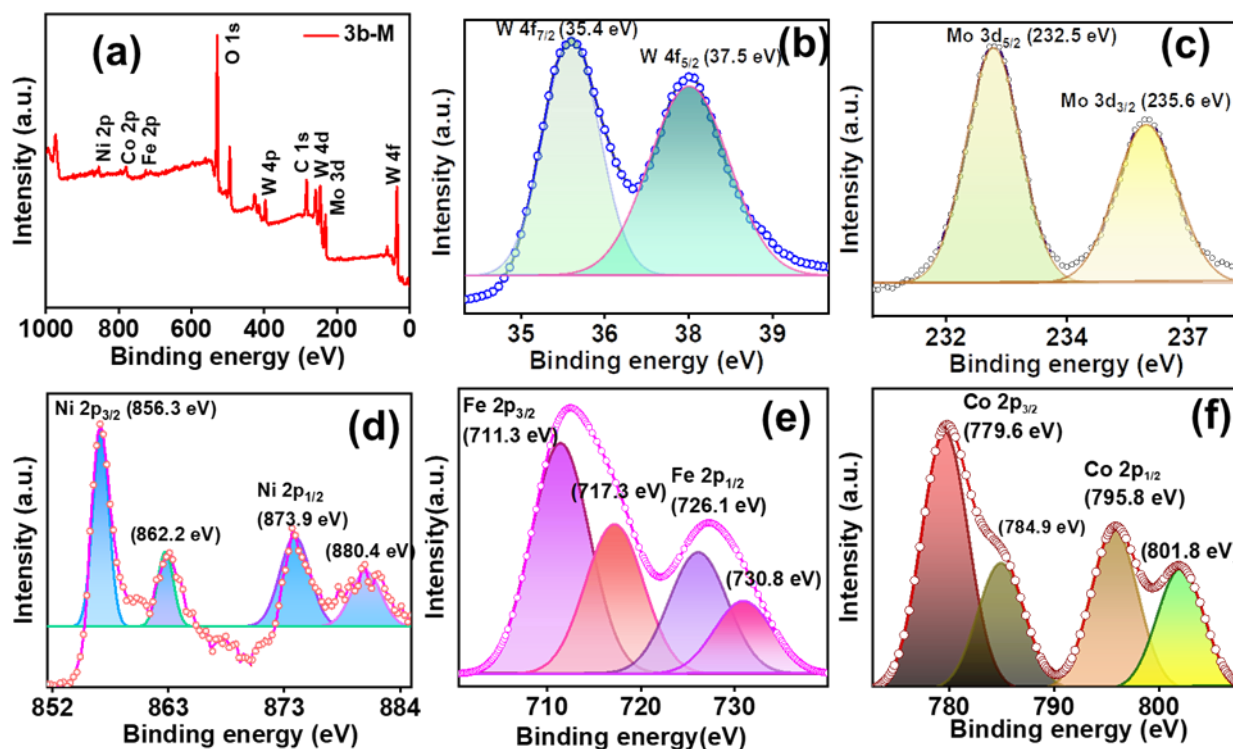 (a)
3b-M
O 1s
Ni 2p
Co 2p
Fe 2p
W 4p
C 1s
W 4d
Mo 3d
W 4f
Intensity (a.u.)
1000 800 600 400 200 0
Binding energy (eV)
(b)
W 4f7/2 (35.4 eV)
W 4f5/2 (37.5 eV)
Intensity (a.u.)
35 36 38 39
Binding energy (eV)
(c)
Mo 3d5/2 (232.5 eV)
Mo 3d3/2 (235.6 eV)
Intensity (a.u.)
232 234 237
Binding energy (eV)
(d)
Ni 2p3/2 (856.3 eV)
(862.2 eV)
Ni 2p1/2
(873.9 eV)
(880.4 eV)
Intensity (a.u.)
852 863 873 884
Binding energy (eV)
(e)
Fe 2p3/2
(711.3 eV)
(717.3 eV)
Fe 2p1/2
(726.1 eV)
(730.8 eV)
Intensity(a.u.)
710 720 730
Binding energy(eV)
(f)
Co 2p3/2
(779.6 eV)
(784.9 eV)
Co 2p1/2
(795.8 eV)
(801.8 eV)
Intensity (a.u.)
780 790 800
Binding energy (eV)